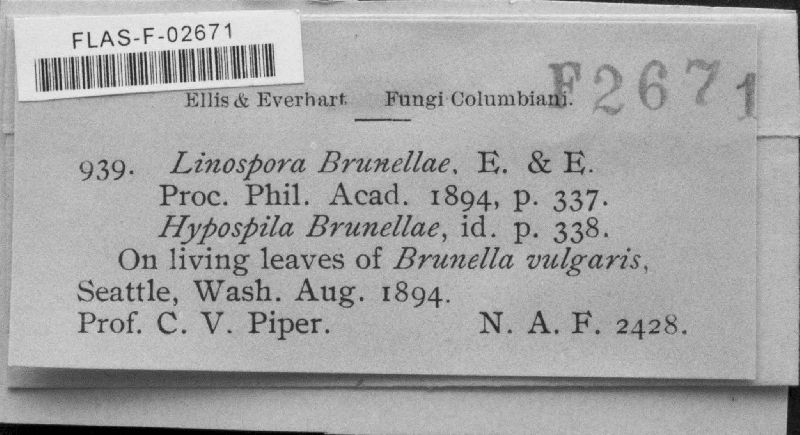 FLAS-F-02671
F2671
Ellis & Everhart. Fungi Columbiani.
939. Linospora Brunellae, E. & E.
Proc. Phil. Acad. 1894, p. 337.
Hypospila Brunellae, id. p. 338.
On living leaves of Brunella vulgaris,
Seattle, Wash. Aug. 1894.
Prof. C. V. Piper. N. A. F. 2428.